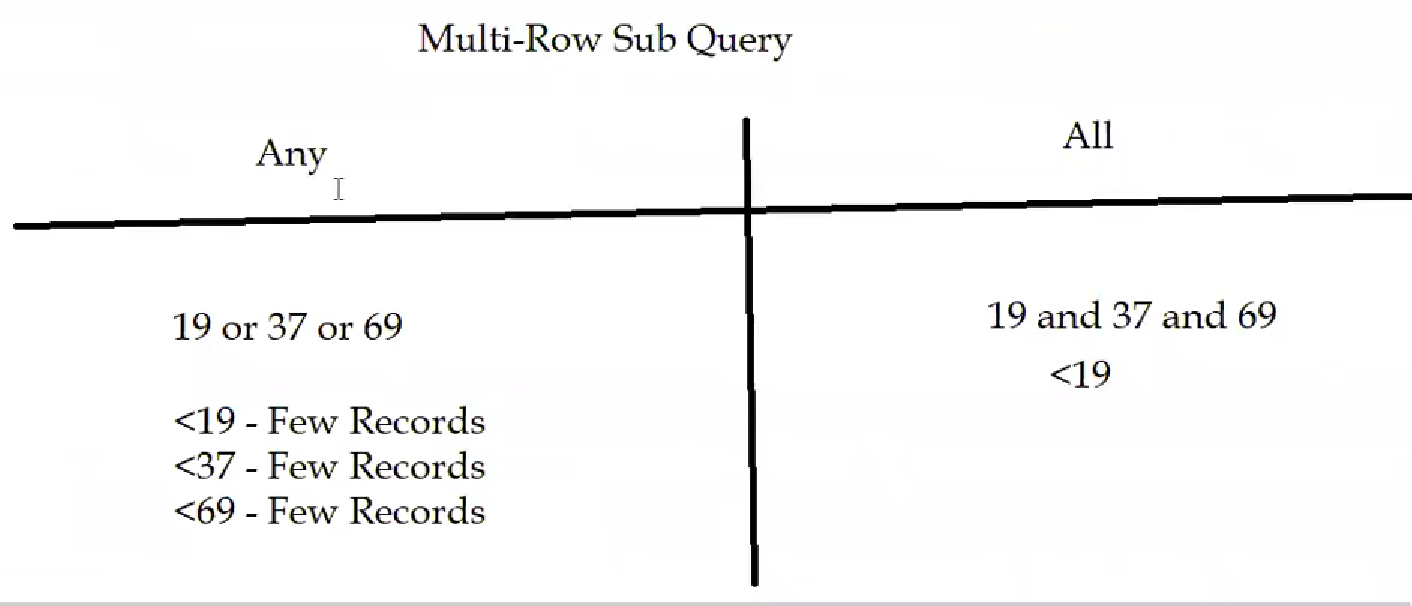 Multi-Row Sub Query
Any
All
19 or 37 or 69
<19 - Few Records
<37 - Few Records
<69 - Few Records
19 and 37 and 69
<19